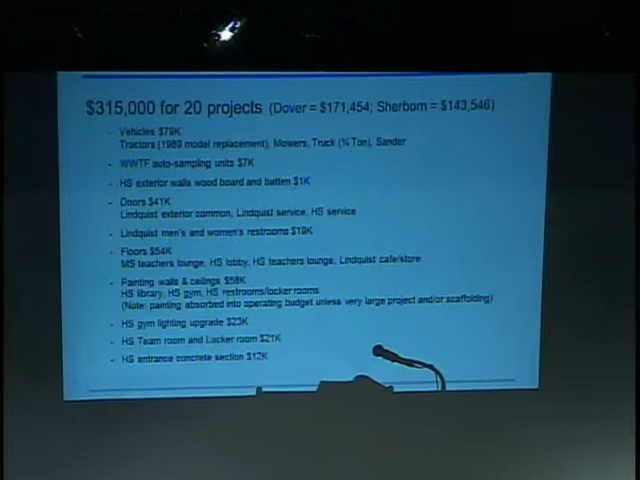 $315,000 for 20 projects (Dover = $171,454; Sherborn = $143,546)
- Vehicles $79K
Tractors (1989 model replacement), Mowers, Truck (¾ Ton), Sander
- WWTF auto-sampling units $7K
- HS exterior walls wood board and batten $1K
- Doors $41K
Lindquist exterior common, Lindquist service, HS service
- Lindquist men's and women's restrooms $19K
- Floors $54K
MS teachers lounge, HS lobby, HS teachers lounge, Lindquist cafe/store
- Painting walls & ceilings $58K
HS library, HS gym, HS restrooms/locker rooms
(Note: painting absorbed into operating budget unless very large project and/or scaffolding)
- HS gym lighting upgrade $23K
- HS Team room and Locker room $21K
- HS entrance concrete section $12K